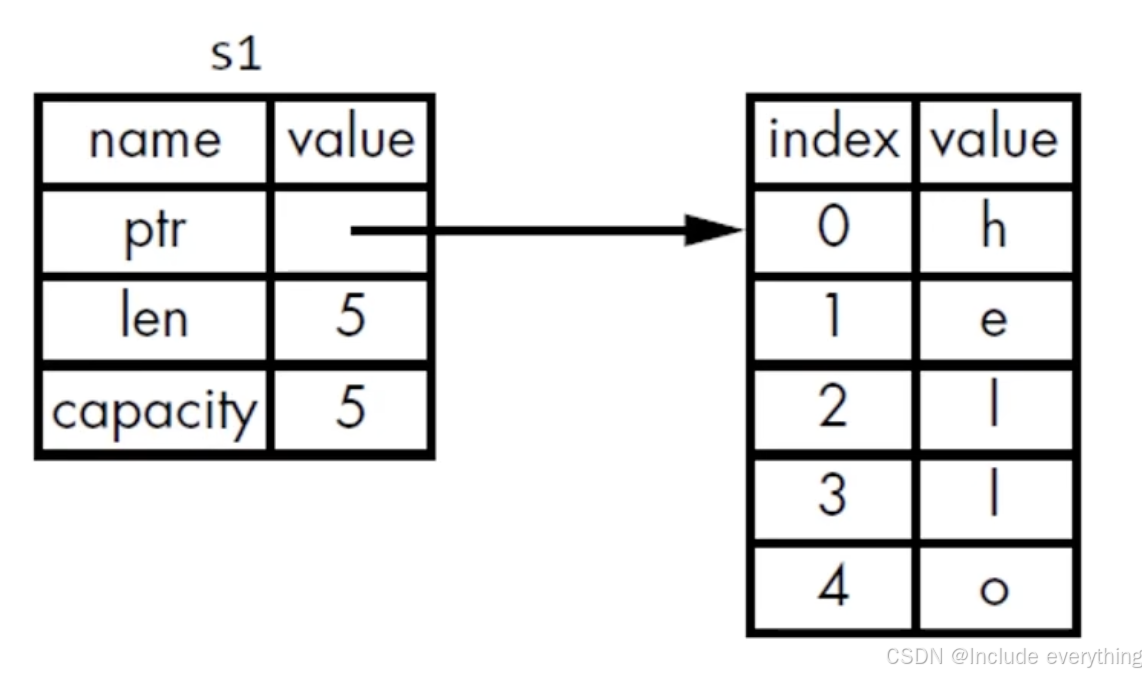 s1
name value
ptr
len 5
capacity 5
index value
0 h
1 e
2 l
3 l
4 o
CSDN @Include everything